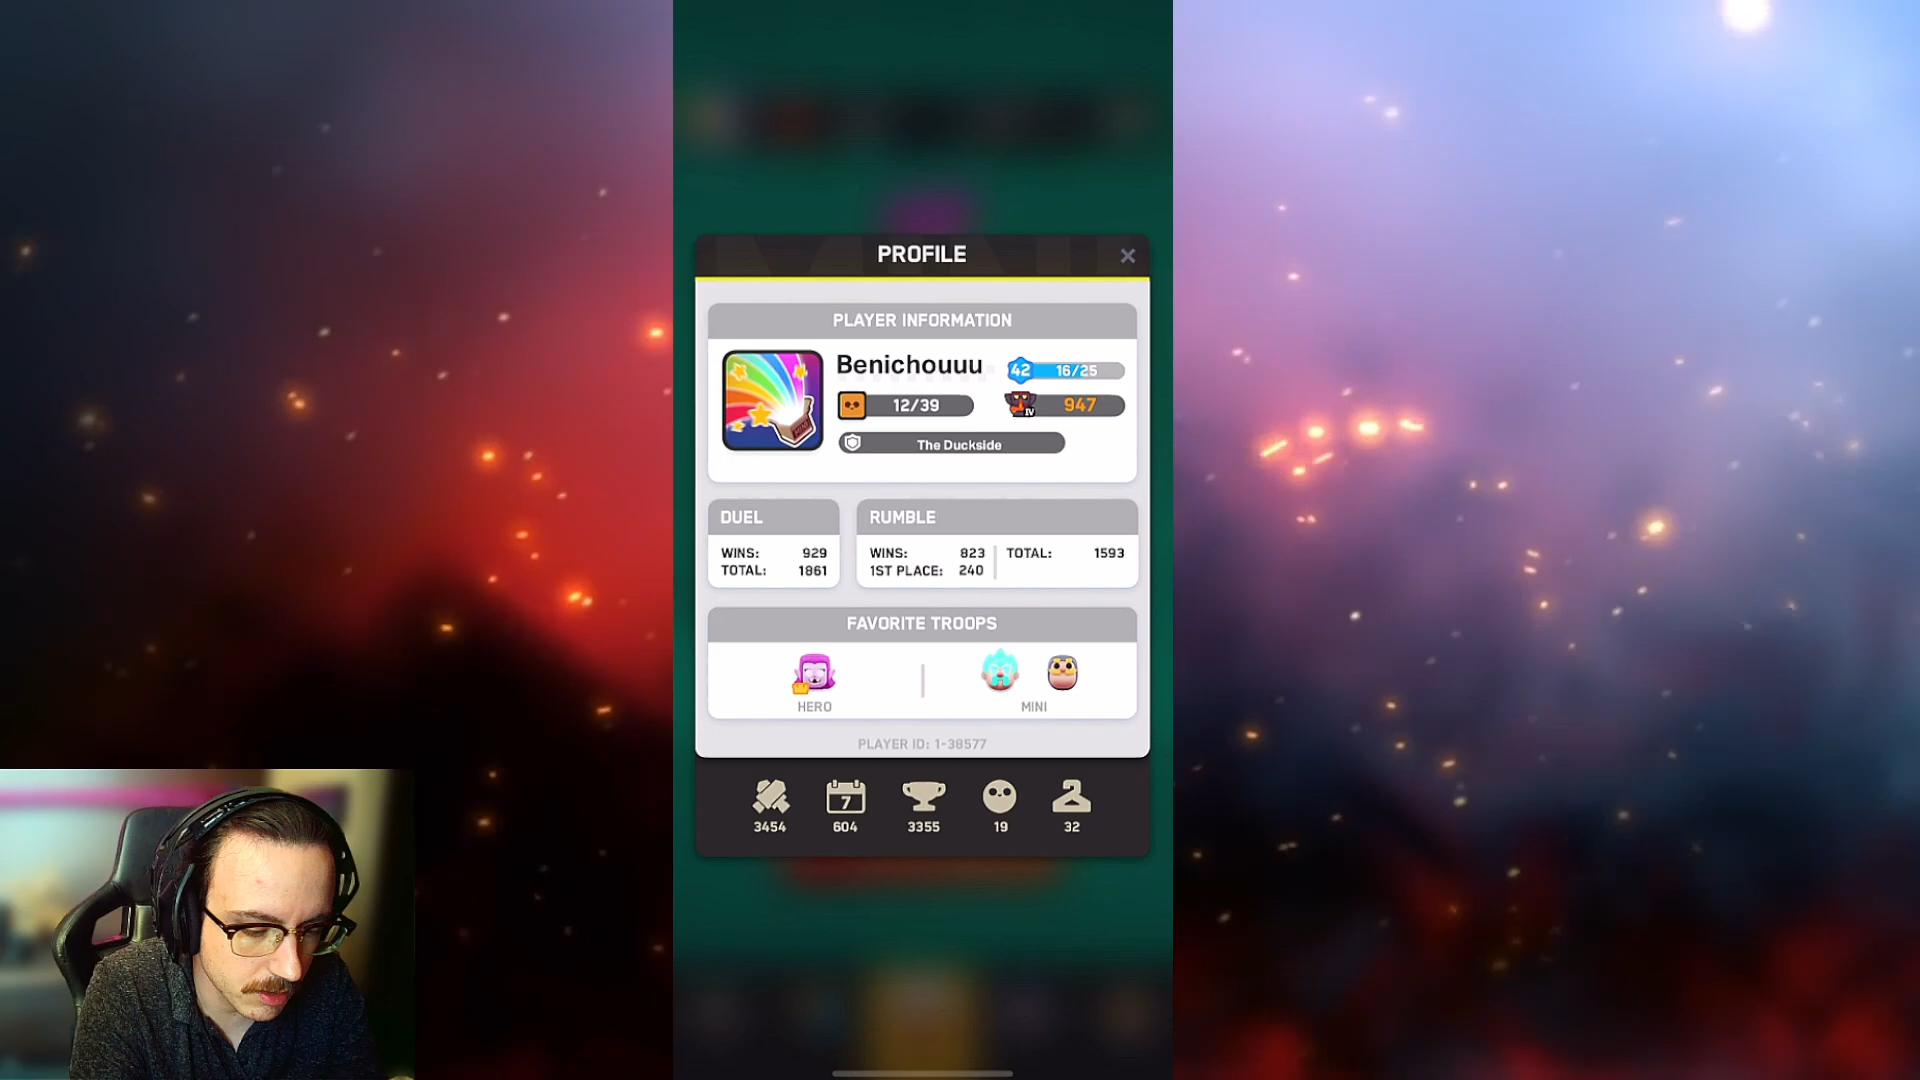 PROFILE
PLAYER INFORMATION
Benichouuu
42 16/25
12/39
IV 947
The Duckside
DUEL
WINS: 929
TOTAL: 1861
RUMBLE
WINS: 823
1ST PLACE: 240
TOTAL: 1593
FAVORITE TROOPS
HERO
MINI
PLAYER ID: 1-38577
7
3454
604
3355
19
32